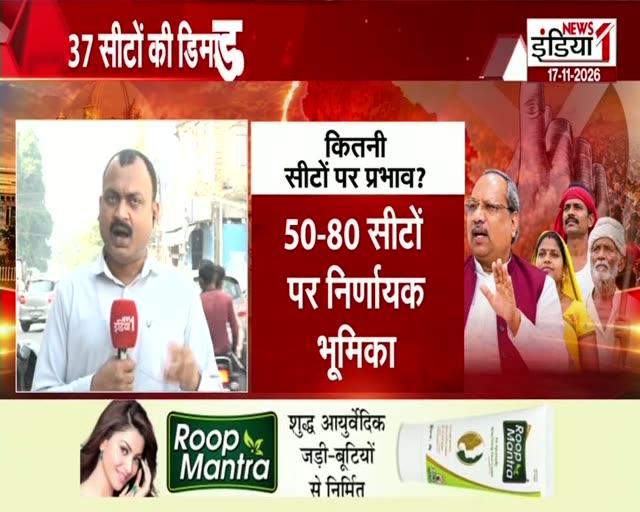 37 सीटों की डिमांड
NEWS
इंडिया 1
17-11-2026
कितनी
सीटों पर प्रभाव?
50-80 सीटों
पर निर्णायक
भूमिका
इंडिया 1
Roop
Mantra
शुद्ध आयुर्वेदिक
जड़ी-बूटियों
से निर्मित
Roop
Mantra